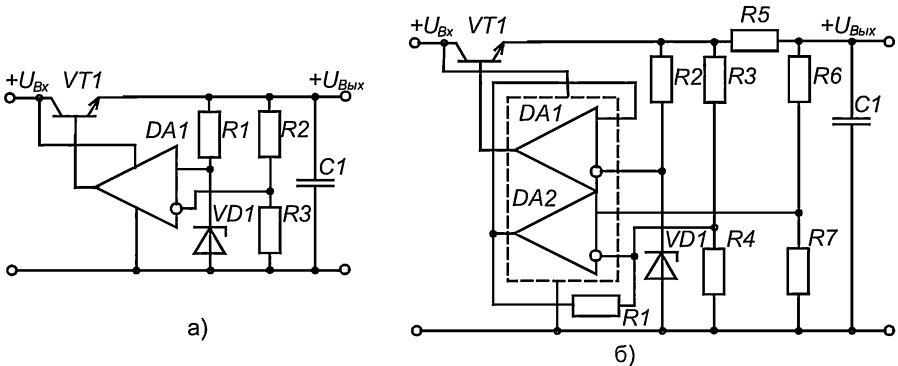 +UВх
VT1
+UВых
DA1
R1
R2
C1
VD1
R3
а)
+UВх
VT1
R5
+UВых
R2
R3
R6
DA1
C1
DA2
VD1
R4
R7
R1
б)